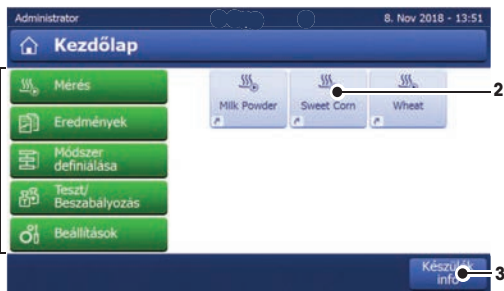 Administrator
8. Nov 2018 - 13:51
Kezdőlap
Mérés
Eredmények
Módszer
definiálása
Teszt/
Beszabályozás
Beállítások
Milk Powder
Sweet Corn
Wheat
2
Készülék
info
3